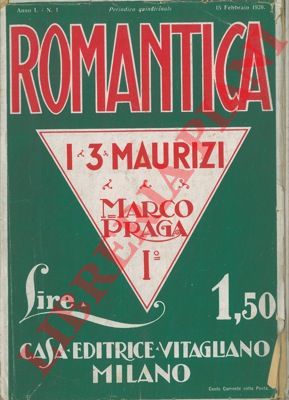 Anno I. - N. 1 Periodico quindicinale 15 Febbraio 1920.
ROMANTICA
I·3·MAURIZI
MARCO
PRAGA
I°
Lire. 1,50
CASA·EDITRICE·VITAGLIANO
MILANO
Conto Corrente colla Posta